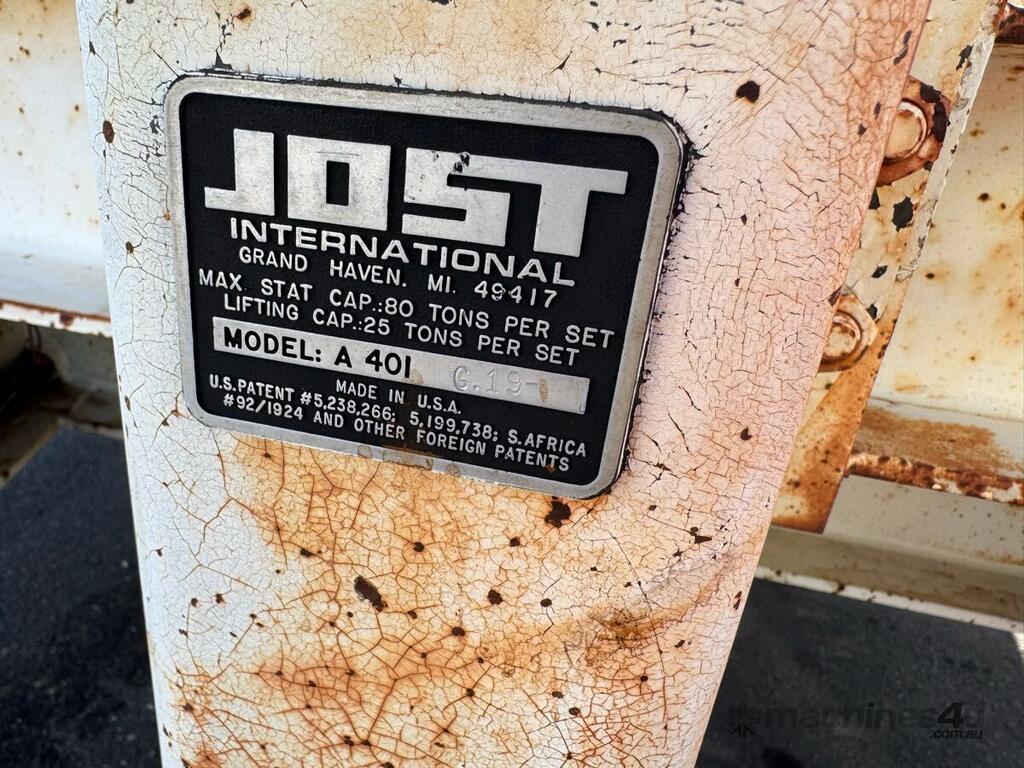 JOST
INTERNATIONAL
GRAND HAVEN, MI. 49417
MAX. STAT CAP.:80 TONS PER SET
LIFTING CAP.:25 TONS PER SET
MODEL: A 401 G.19-1
MADE IN U.S.A.
U.S.PATENT #5,238,266; 5,199,738; S.AFRICA
#92/1924 AND OTHER FOREIGN PATENTS
machines4u
.com.au